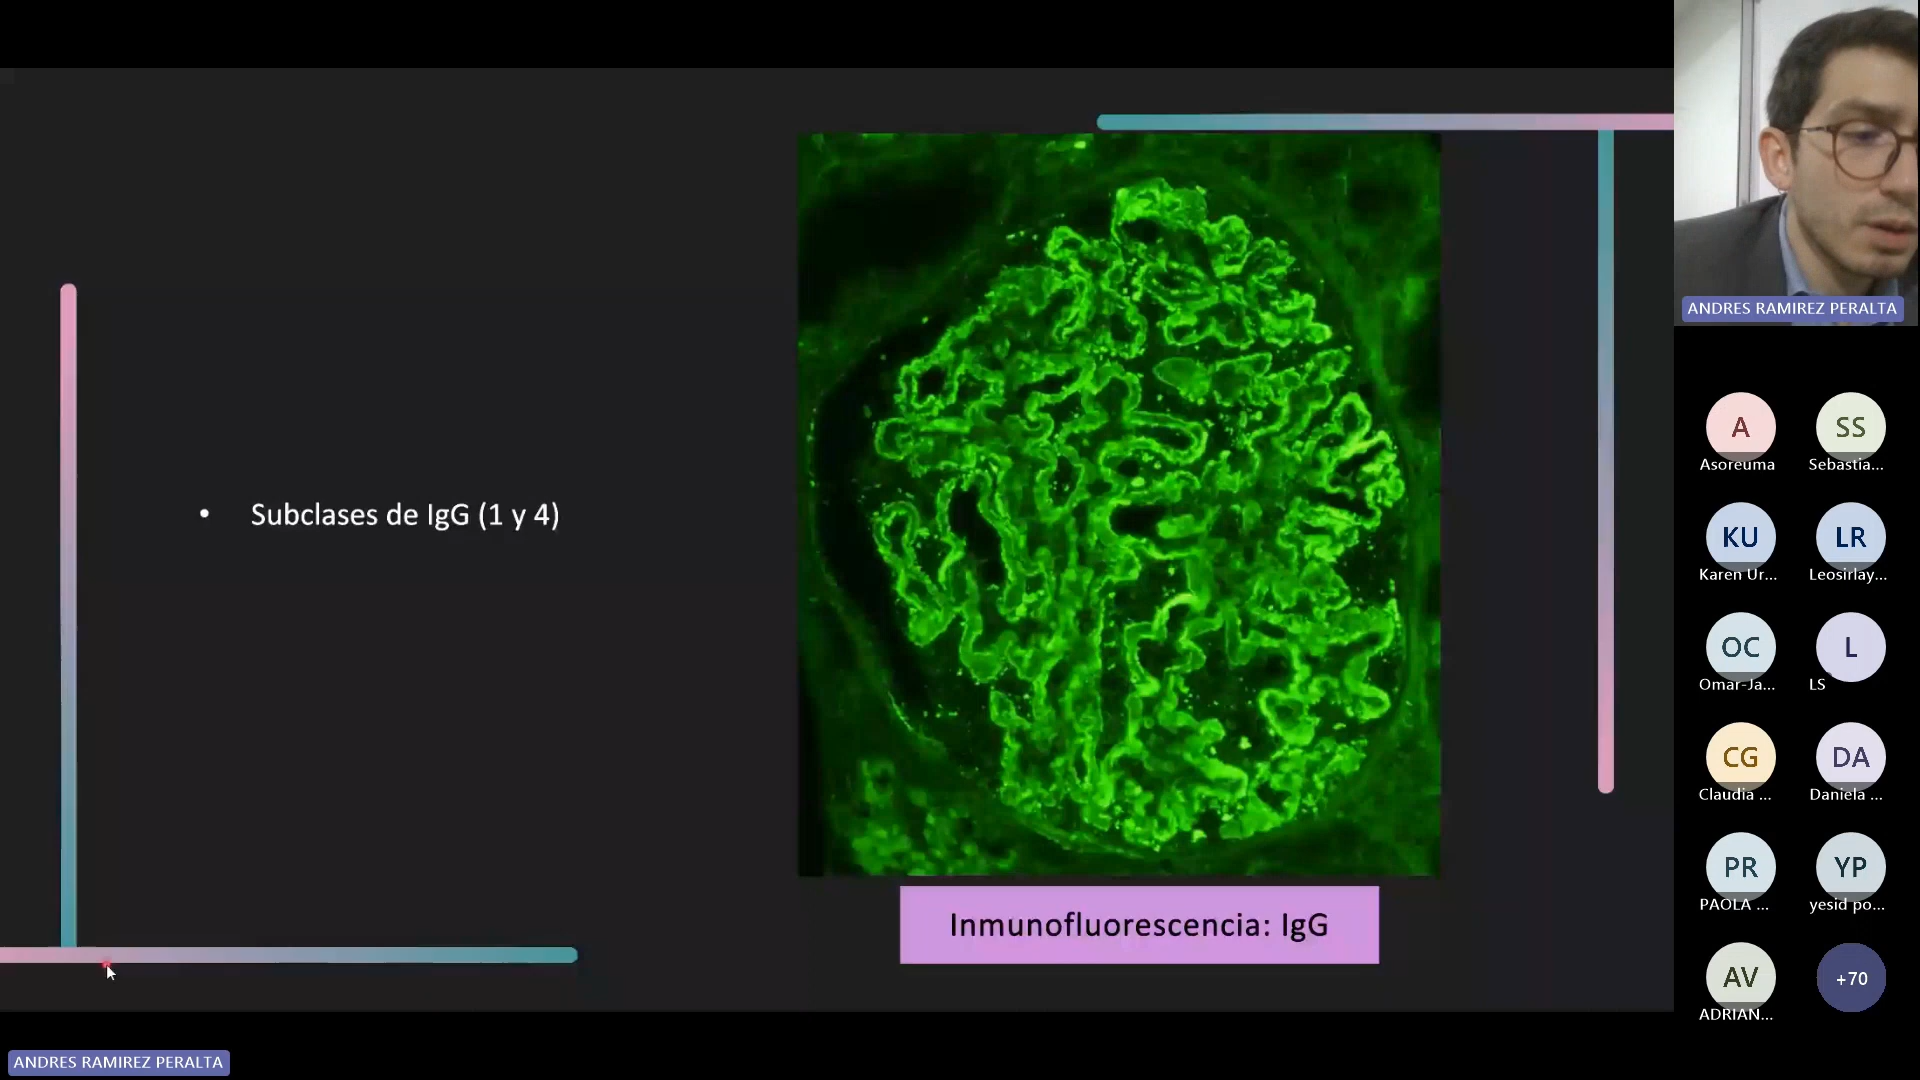 • Subclases de IgG (1 y 4)
Inmunofluorescencia: IgG
ANDRES RAMIREZ PERALTA
A
SS
Asoreuma
Sebastia...
KU
LR
Karen Ur...
Leosirlay...
OC
L
Omar-Ja...
LS
CG
DA
Claudia ...
Daniela ...
PR
YP
PAOLA ...
yesid po...
AV
+70
ADRIAN...
ANDRES RAMIREZ PERALTA